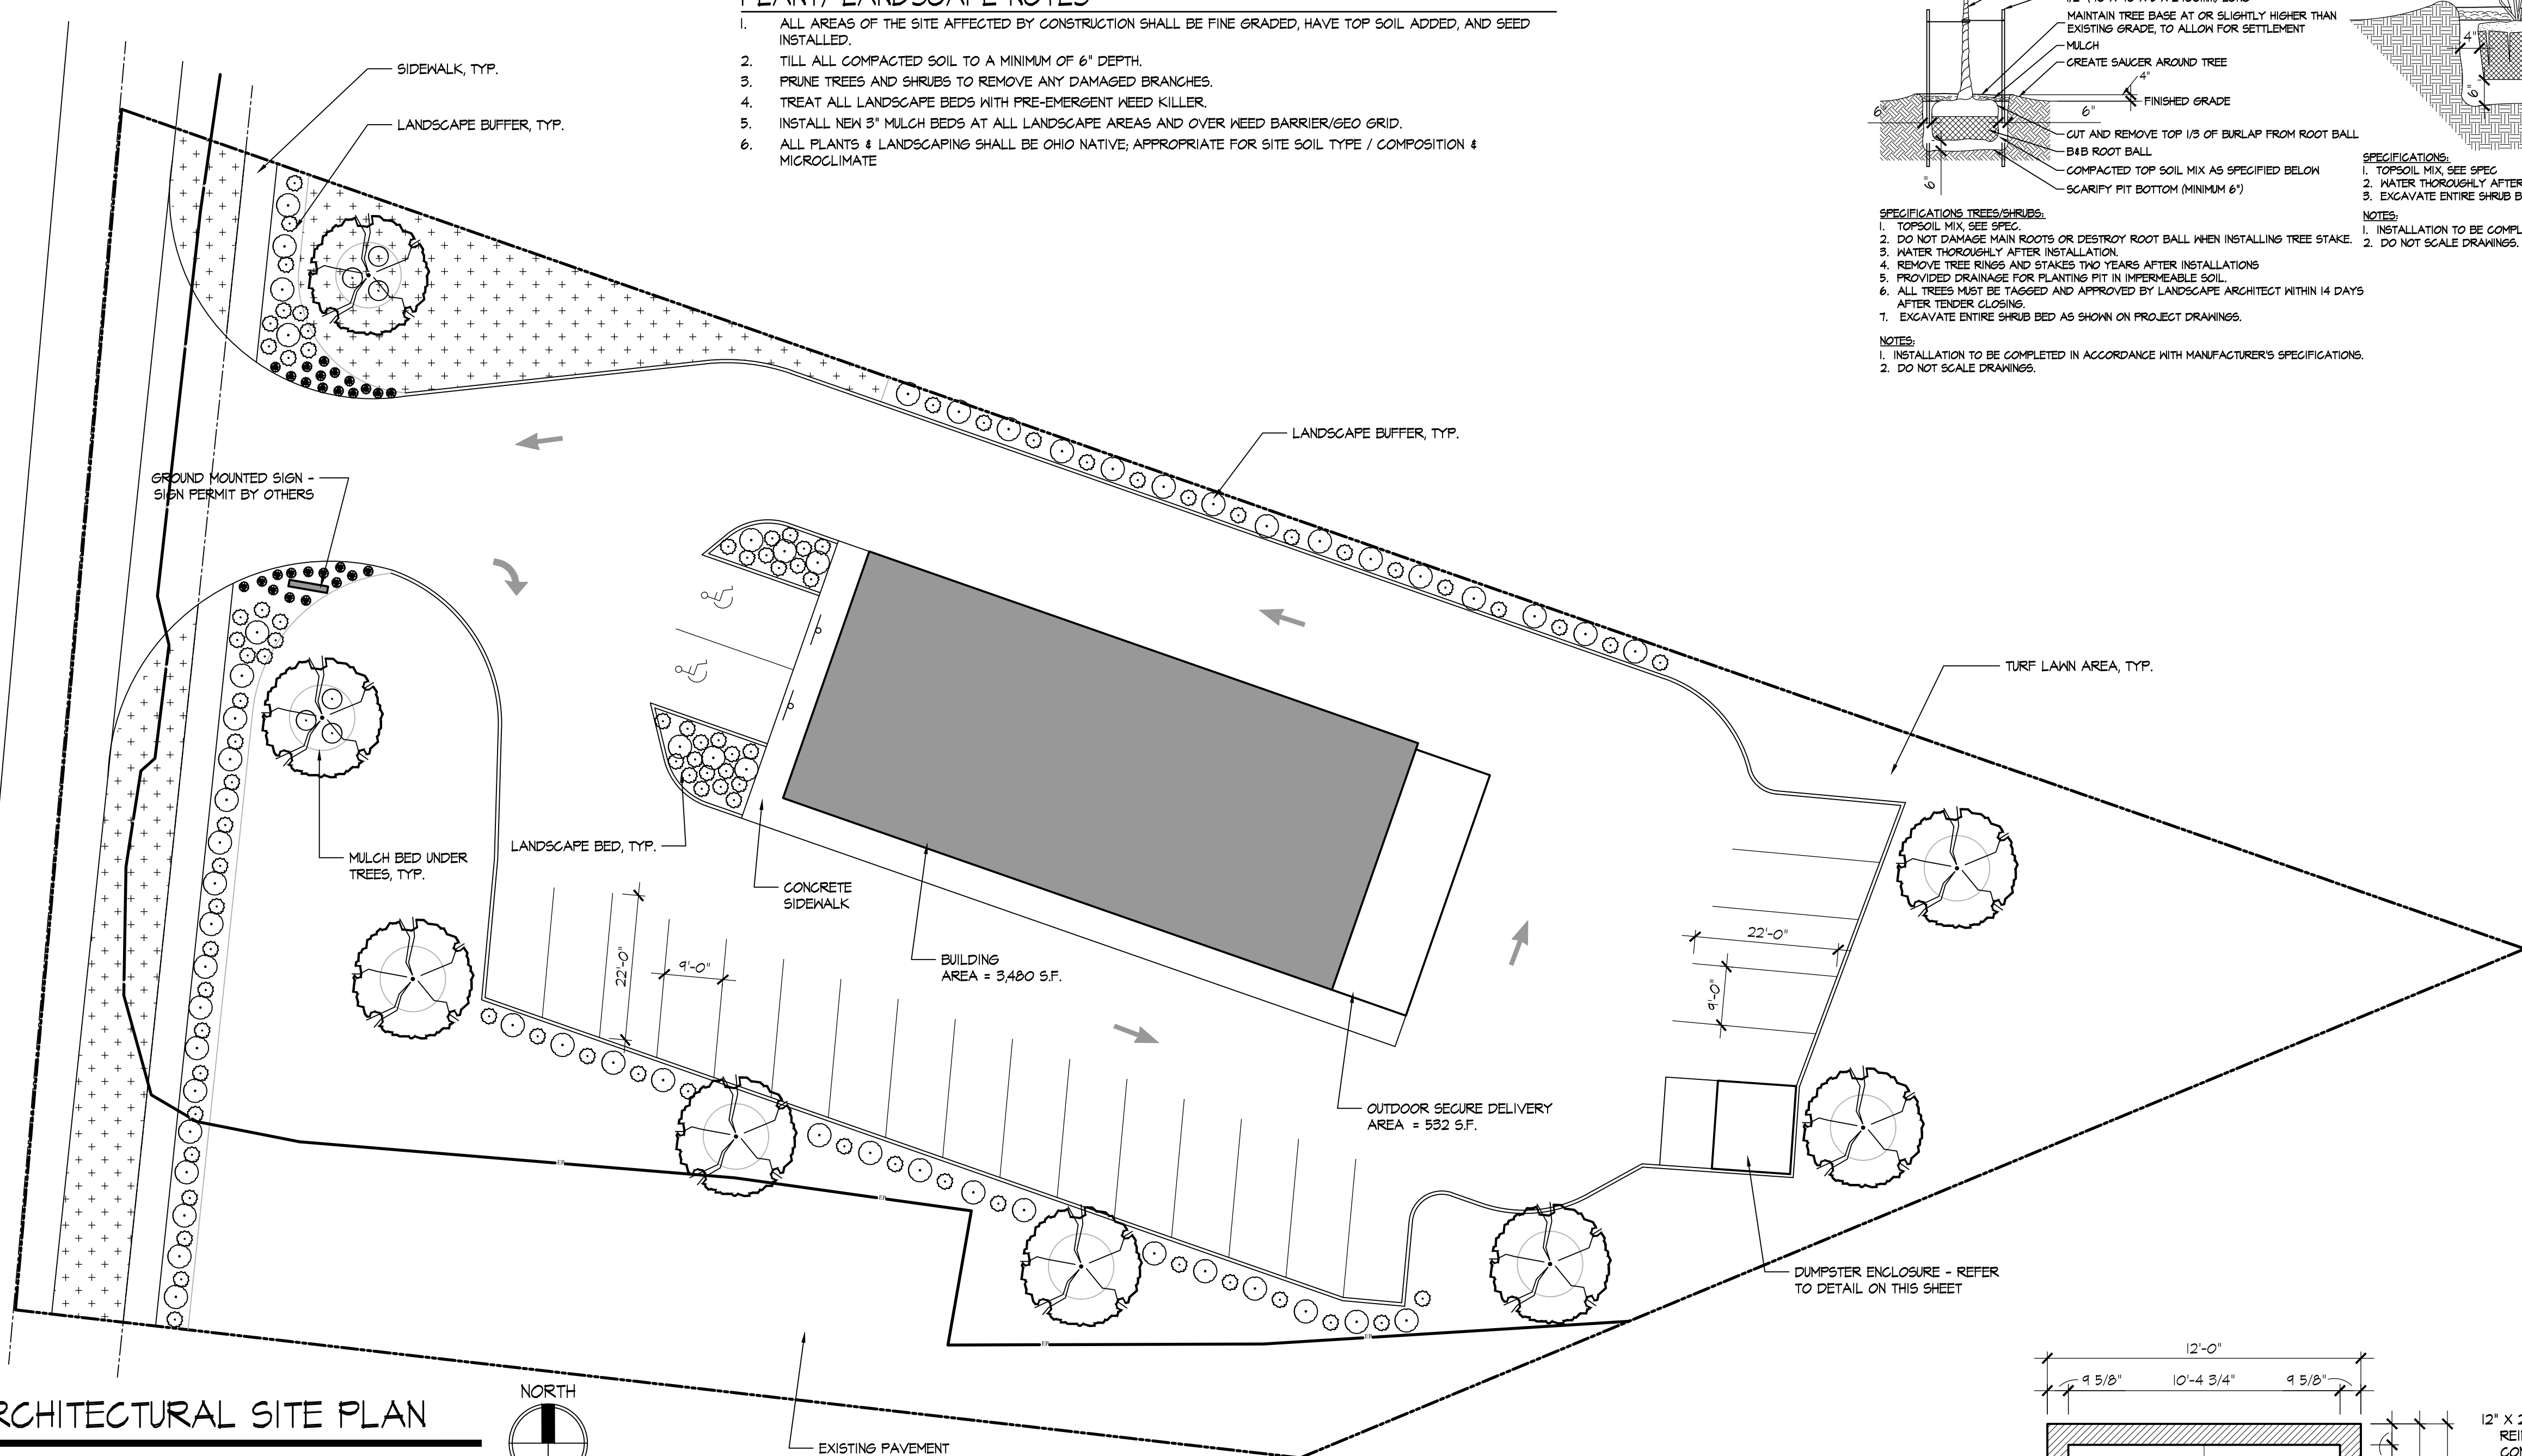 PLANT/ LANDSCAPE NOTES
1. ALL AREAS OF THE SITE AFFECTED BY CONSTRUCTION SHALL BE FINE GRADED, HAVE TOP SOIL ADDED, AND SEED
INSTALLED.
2. TILL ALL COMPACTED SOIL TO A MINIMUM OF 6" DEPTH.
3. PRUNE TREES AND SHRUBS TO REMOVE ANY DAMAGED BRANCHES.
4. TREAT ALL LANDSCAPE BEDS WITH PRE-EMERGENT WEED KILLER.
5. INSTALL NEW 3" MULCH BEDS AT ALL LANDSCAPE AREAS AND OVER WEED BARRIER/GEO GRID.
6. ALL PLANTS & LANDSCAPING SHALL BE OHIO NATIVE; APPROPRIATE FOR SITE SOIL TYPE / COMPOSITION &
MICROCLIMATE
MAINTAIN TREE BASE AT OR SLIGHTLY HIGHER THAN
EXISTING GRADE, TO ALLOW FOR SETTLEMENT
MULCH
CREATE SAUCER AROUND TREE
4"
FINISHED GRADE
6"
6"
CUT AND REMOVE TOP 1/3 OF BURLAP FROM ROOT BALL
B&B ROOT BALL
COMPACTED TOP SOIL MIX AS SPECIFIED BELOW
SCARIFY PIT BOTTOM (MINIMUM 6")
6"
4"
6"
SPECIFICATIONS TREES/SHRUBS:
1. TOPSOIL MIX, SEE SPEC.
2. DO NOT DAMAGE MAIN ROOTS OR DESTROY ROOT BALL WHEN INSTALLING TREE STAKE.
3. WATER THOROUGHLY AFTER INSTALLATION.
4. REMOVE TREE RINGS AND STAKES TWO YEARS AFTER INSTALLATIONS
5. PROVIDED DRAINAGE FOR PLANTING PIT IN IMPERMEABLE SOIL.
6. ALL TREES MUST BE TAGGED AND APPROVED BY LANDSCAPE ARCHITECT WITHIN 14 DAYS
AFTER TENDER CLOSING.
7. EXCAVATE ENTIRE SHRUB BED AS SHOWN ON PROJECT DRAWINGS.
NOTES:
1. INSTALLATION TO BE COMPLETED IN ACCORDANCE WITH MANUFACTURER'S SPECIFICATIONS.
2. DO NOT SCALE DRAWINGS.
SPECIFICATIONS:
1. TOPSOIL MIX, SEE SPEC
2. WATER THOROUGHLY AFTER
3. EXCAVATE ENTIRE SHRUB B
NOTES:
1. INSTALLATION TO BE COMPL
2. DO NOT SCALE DRAWINGS.
SIDEWALK, TYP.
LANDSCAPE BUFFER, TYP.
LANDSCAPE BUFFER, TYP.
GROUND MOUNTED SIGN -
SIGN PERMIT BY OTHERS
TURF LAWN AREA, TYP.
LANDSCAPE BED, TYP.
MULCH BED UNDER
TREES, TYP.
CONCRETE
SIDEWALK
22'-0"
9'-0"
BUILDING
AREA = 3,480 S.F.
22'-0"
9'-0"
OUTDOOR SECURE DELIVERY
AREA = 532 S.F.
DUMPSTER ENCLOSURE - REFER
TO DETAIL ON THIS SHEET
12'-0"
9 5/8" 10'-4 3/4" 9 5/8"
12" X 2
REI
CO
NORTH
RCHITECTURAL SITE PLAN
EXISTING PAVEMENT